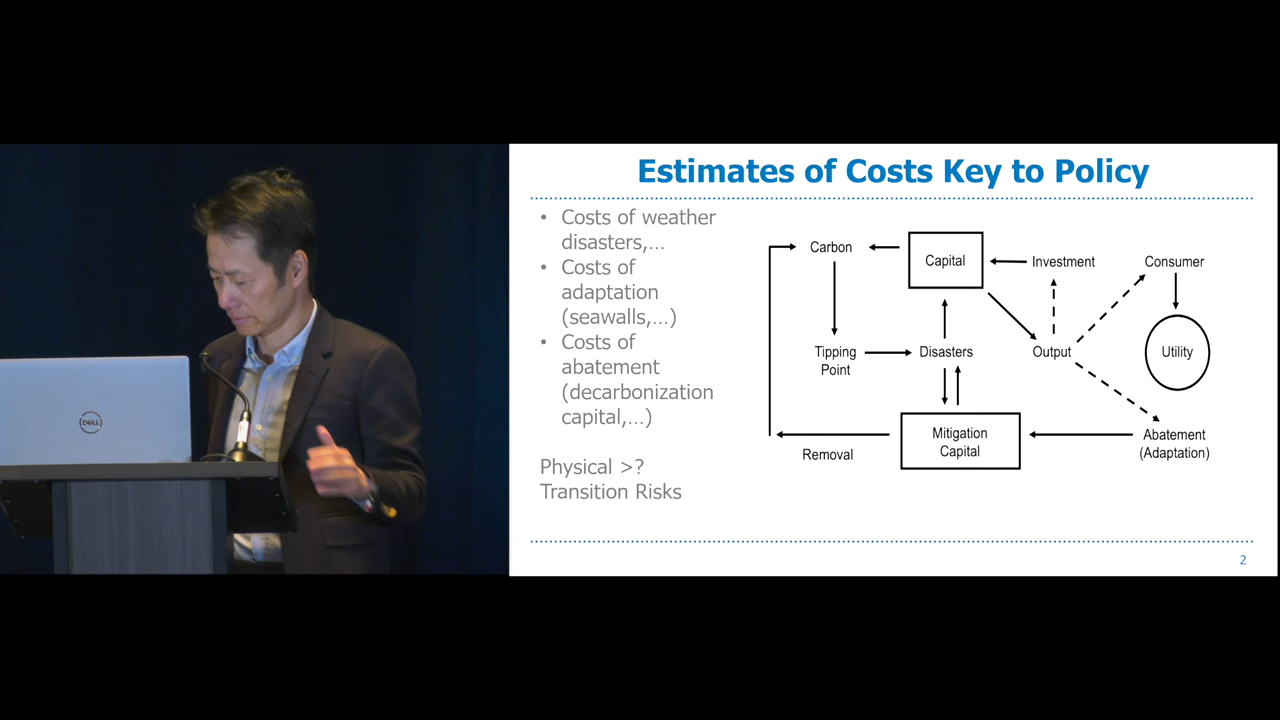 Estimates of Costs Key to Policy
• Costs of weather
disasters,...
• Costs of
adaptation
(seawalls,...)
• Costs of
abatement
(decarbonization
capital,...)
Physical >?
Transition Risks
Carbon
Capital
Investment
Consumer
Tipping
Point
Disasters
Output
Utility
Mitigation
Capital
Removal
Abatement
(Adaptation)
2
DELL